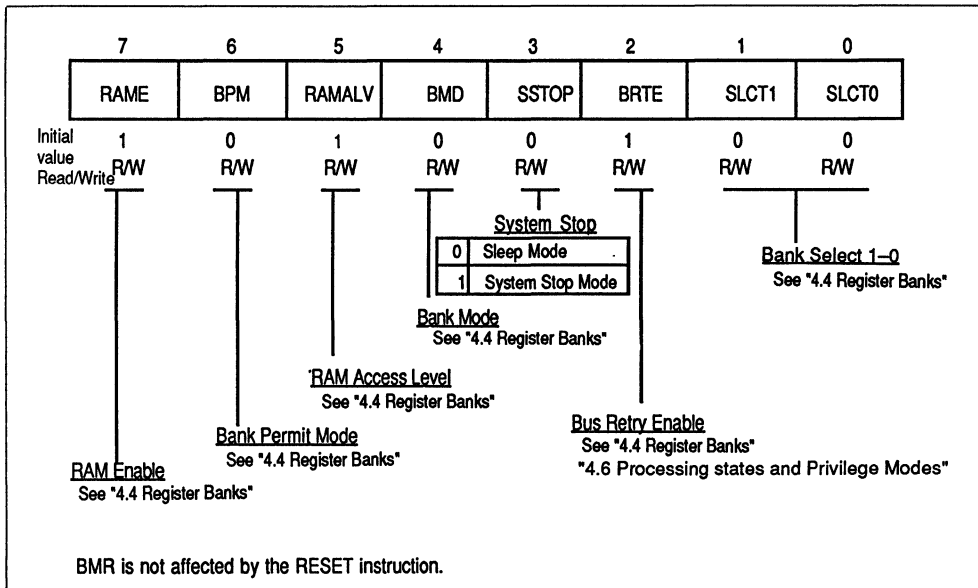 7 6 5 4 3 2 1 0
RAME BPM RAMALV BMD SSTOP BRTE SLCT1 SLCT0
Initial value 1 0 1 0 0 1 0 0
Read/Write R/W R/W R/W R/W R/W R/W R/W R/W
System Stop
0 Sleep Mode
1 System Stop Mode
Bank Select 1–0
See "4.4 Register Banks"
Bank Mode
See "4.4 Register Banks"
RAM Access Level
See "4.4 Register Banks"
Bus Retry Enable
See "4.4 Register Banks"
"4.6 Processing states and Privilege Modes"
Bank Permit Mode
See "4.4 Register Banks"
RAM Enable
See "4.4 Register Banks"
BMR is not affected by the RESET instruction.